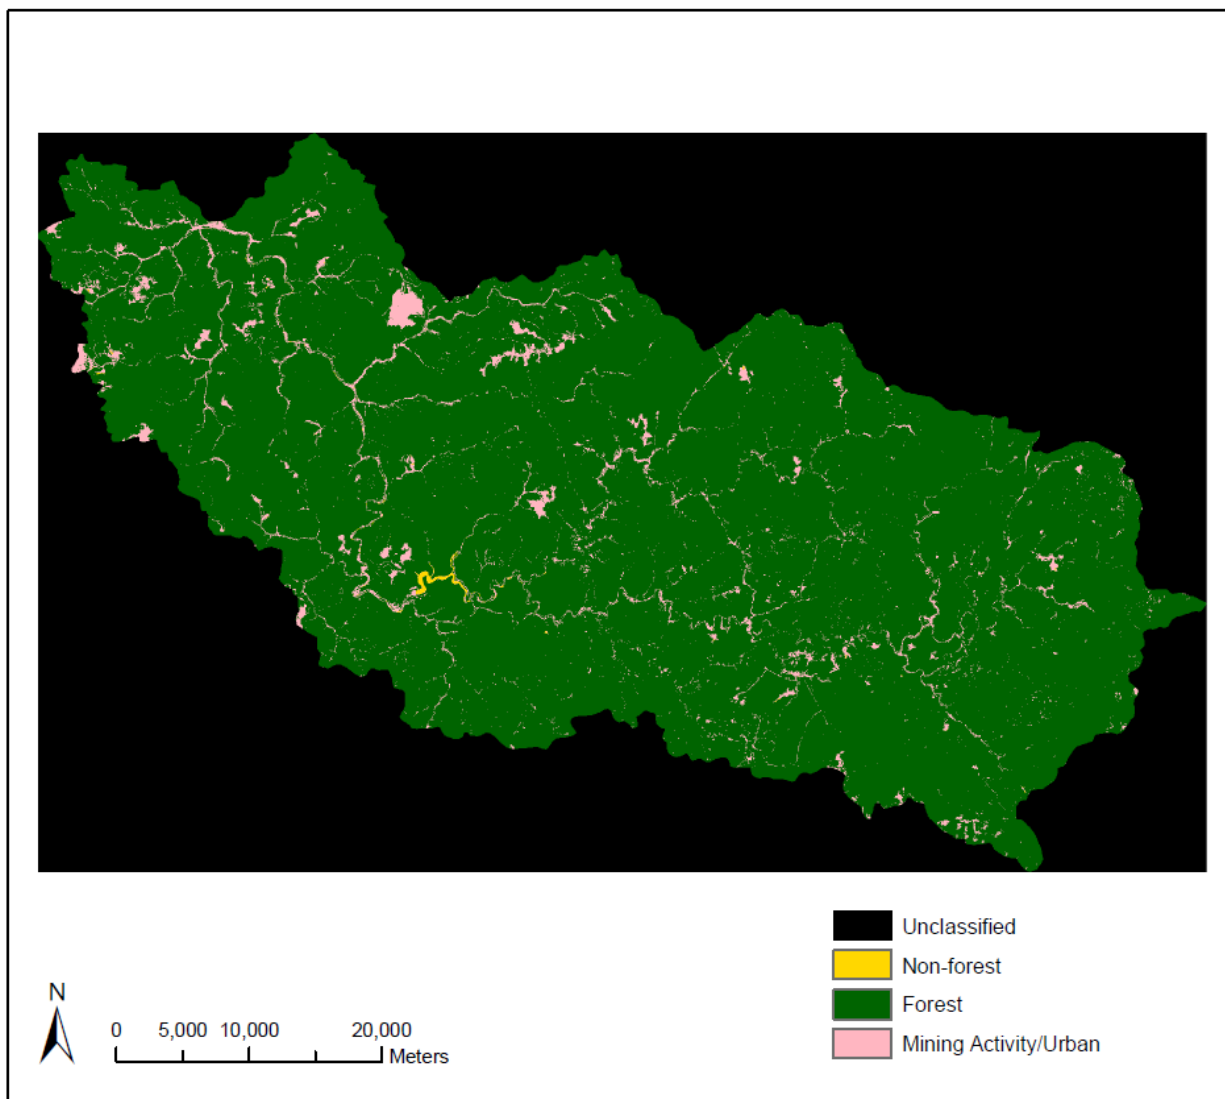 Unclassified
Non-forest
Forest
Mining Activity/Urban
N
0 5,000 10,000 20,000
Meters